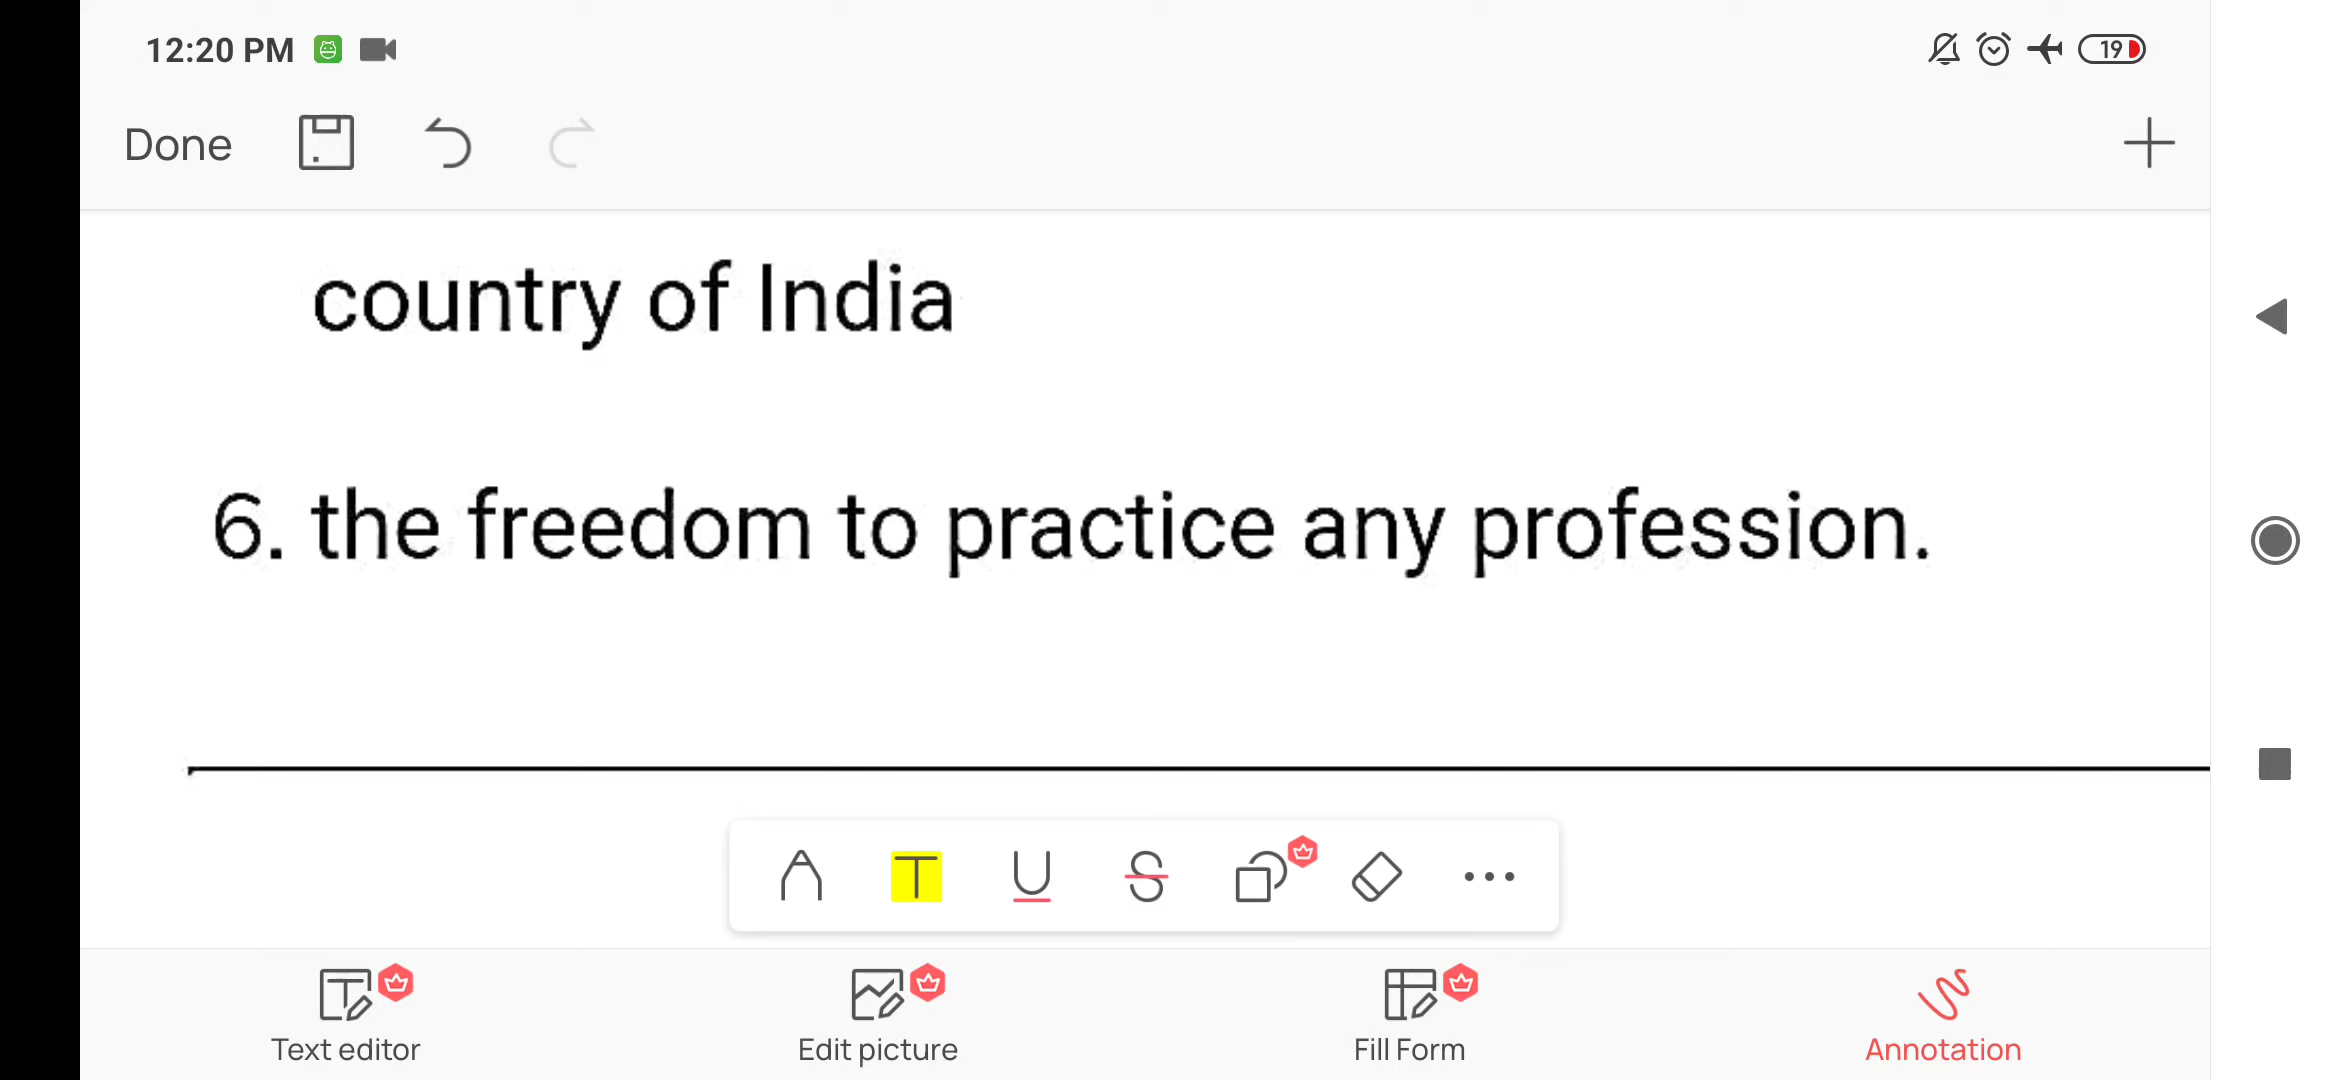 12:20 PM
19
Done
country of India
6. the freedom to practice any profession.
T
U
S
Text editor
Edit picture
Fill Form
Annotation